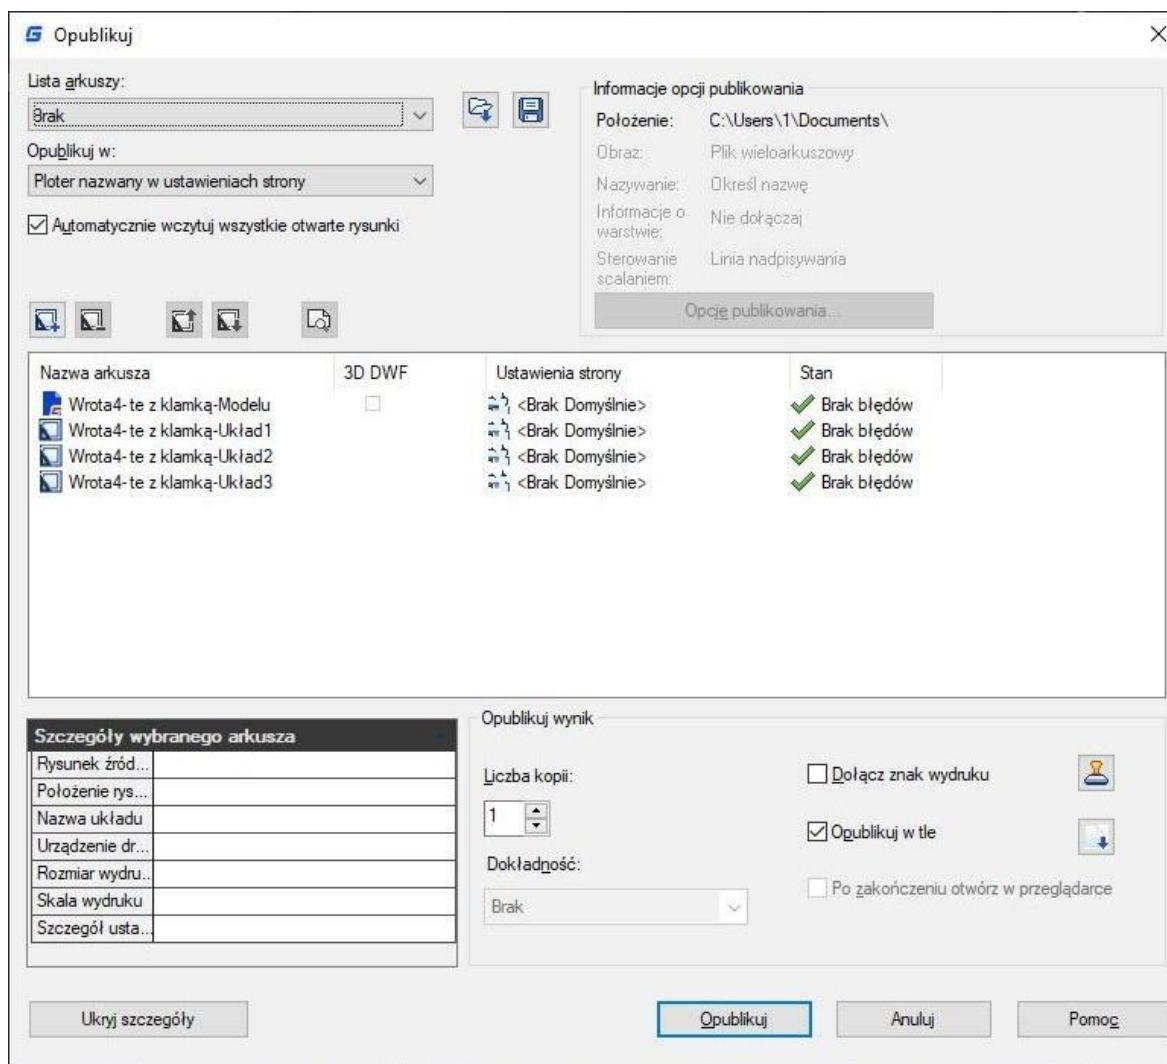 Opublikuj
Lista arkuszy:
Brak
Opublikuj w:
Ploter nazwany w ustawieniach strony
Automatycznie wczytuj wszystkie otwarte rysunki
Informacje opcji publikowania
Położenie: C:\Users\1\Documents\
Obraz: Plik wieloarkuszowy
Nazywanie: Określ nazwę
Informacje o warstwie: Nie dołączaj
Sterowanie scalaniem: Linia nadpisywania
Opcje publikowania...
Nazwa arkusza 3D DWF Ustawienia strony Stan
Wrota4-te z klamką-Modelu <Brak Domyślnie> Brak błędów
Wrota4-te z klamką-Układ1 <Brak Domyślnie> Brak błędów
Wrota4-te z klamką-Układ2 <Brak Domyślnie> Brak błędów
Wrota4-te z klamką-Układ3 <Brak Domyślnie> Brak błędów
Szczegóły wybranego arkusza
Rysunek źród...
Położenie rys...
Nazwa układu
Urządzenie dr...
Rozmiar wydru...
Skala wydruku
Szczegół usta...
Opublikuj wynik
Liczba kopii:
1
Dokładność:
Brak
Dołącz znak wydruku
Opublikuj w tle
Po zakończeniu otwórz w przeglądarce
Ukryj szczegóły
Opublikuj
Anuluj
Pomoc